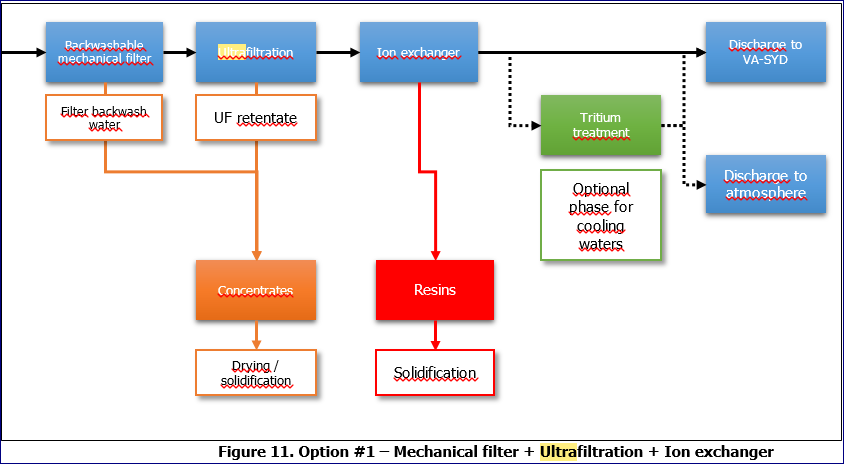 Backwashable
mechanical filter
Ultrafiltration
Ion exchanger
Discharge to
VA-SYD
Filter backwash
water
UF retentate
Tritium
treatment
Optional
phase for
cooling
waters
Discharge to
atmosphere
Concentrates
Resins
Drying /
solidification
Solidification
Figure 11. Option #1 – Mechanical filter + Ultrafiltration + Ion exchanger